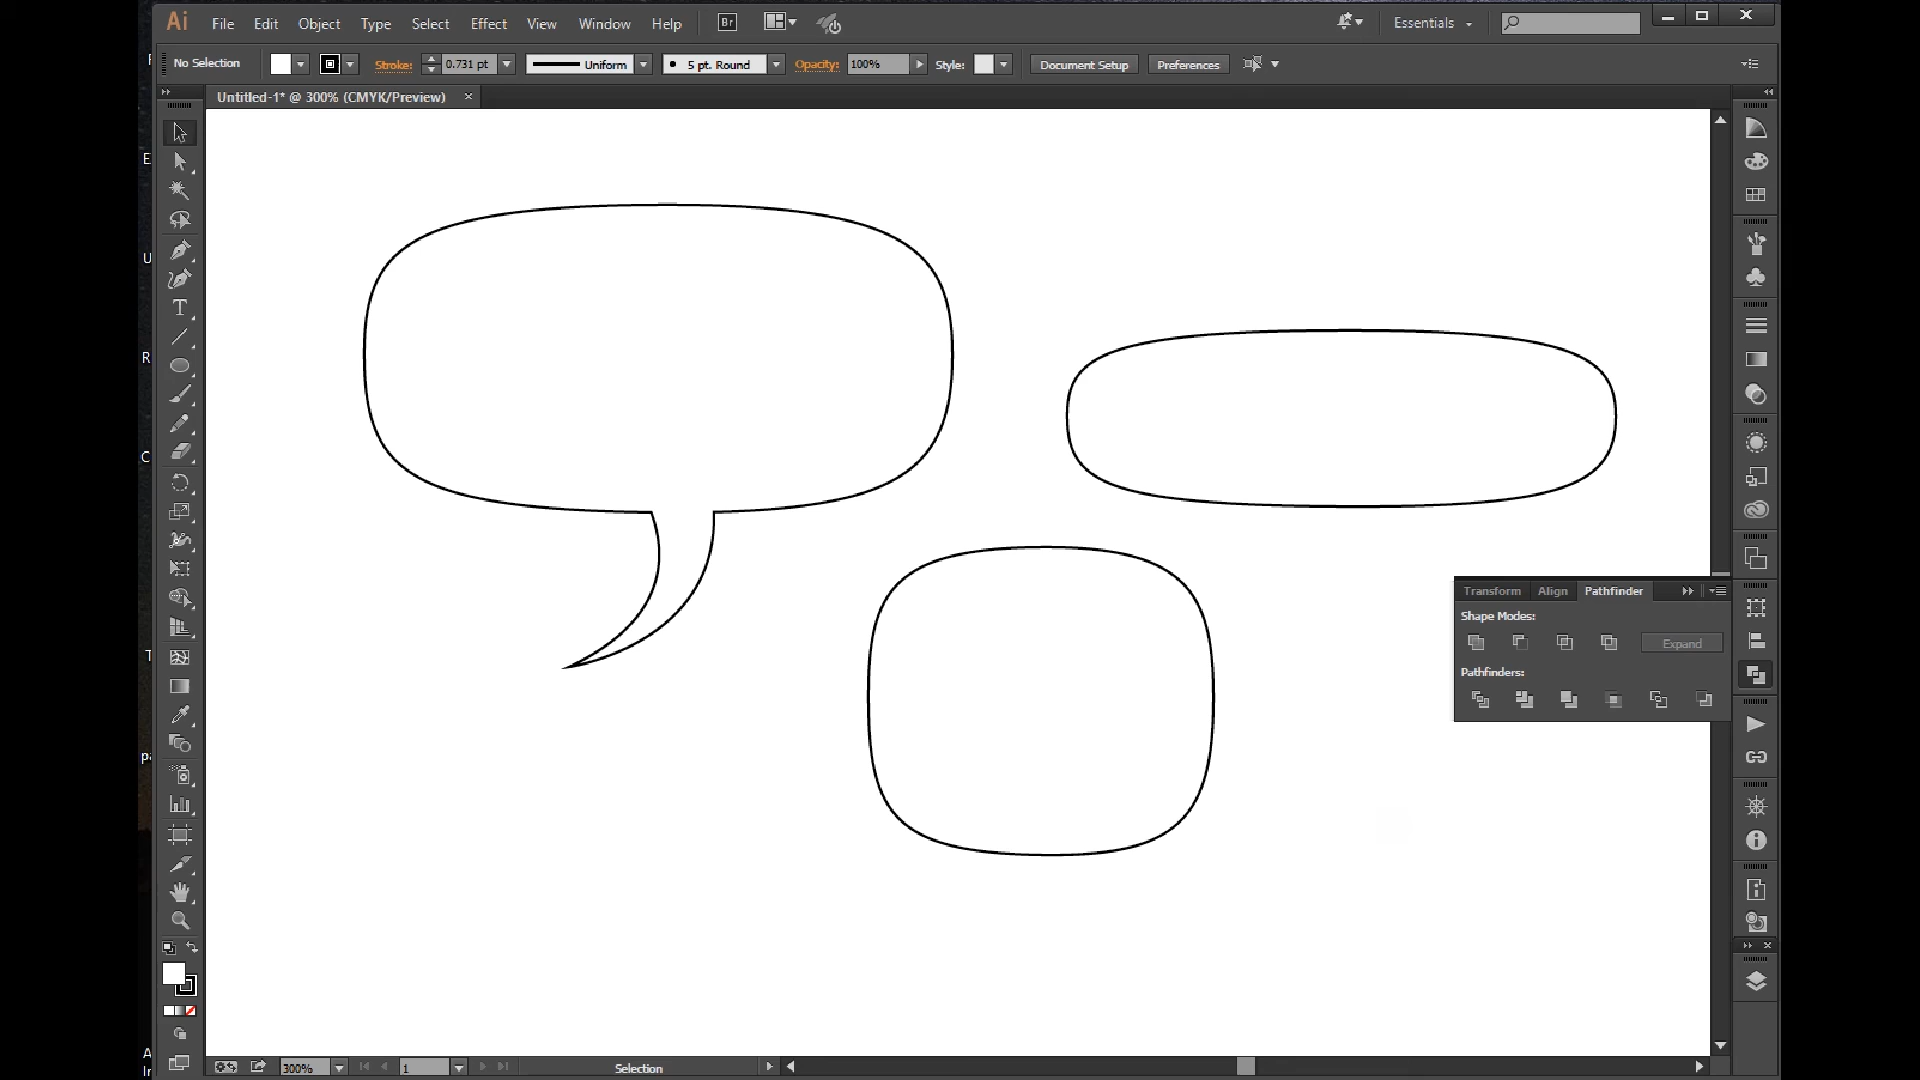 Ai File Edit Object Type Select Effect View Window Help Br Essentials
No Selection Stroke: 0.731 pt Uniform 5 pt. Round Opacity: 100% Style: Document Setup Preferences
Untitled-1* @ 300% (CMYK/Preview) ×
Transform Align Pathfinder
Shape Modes:
Expand
Pathfinders:
300% 1 Selection